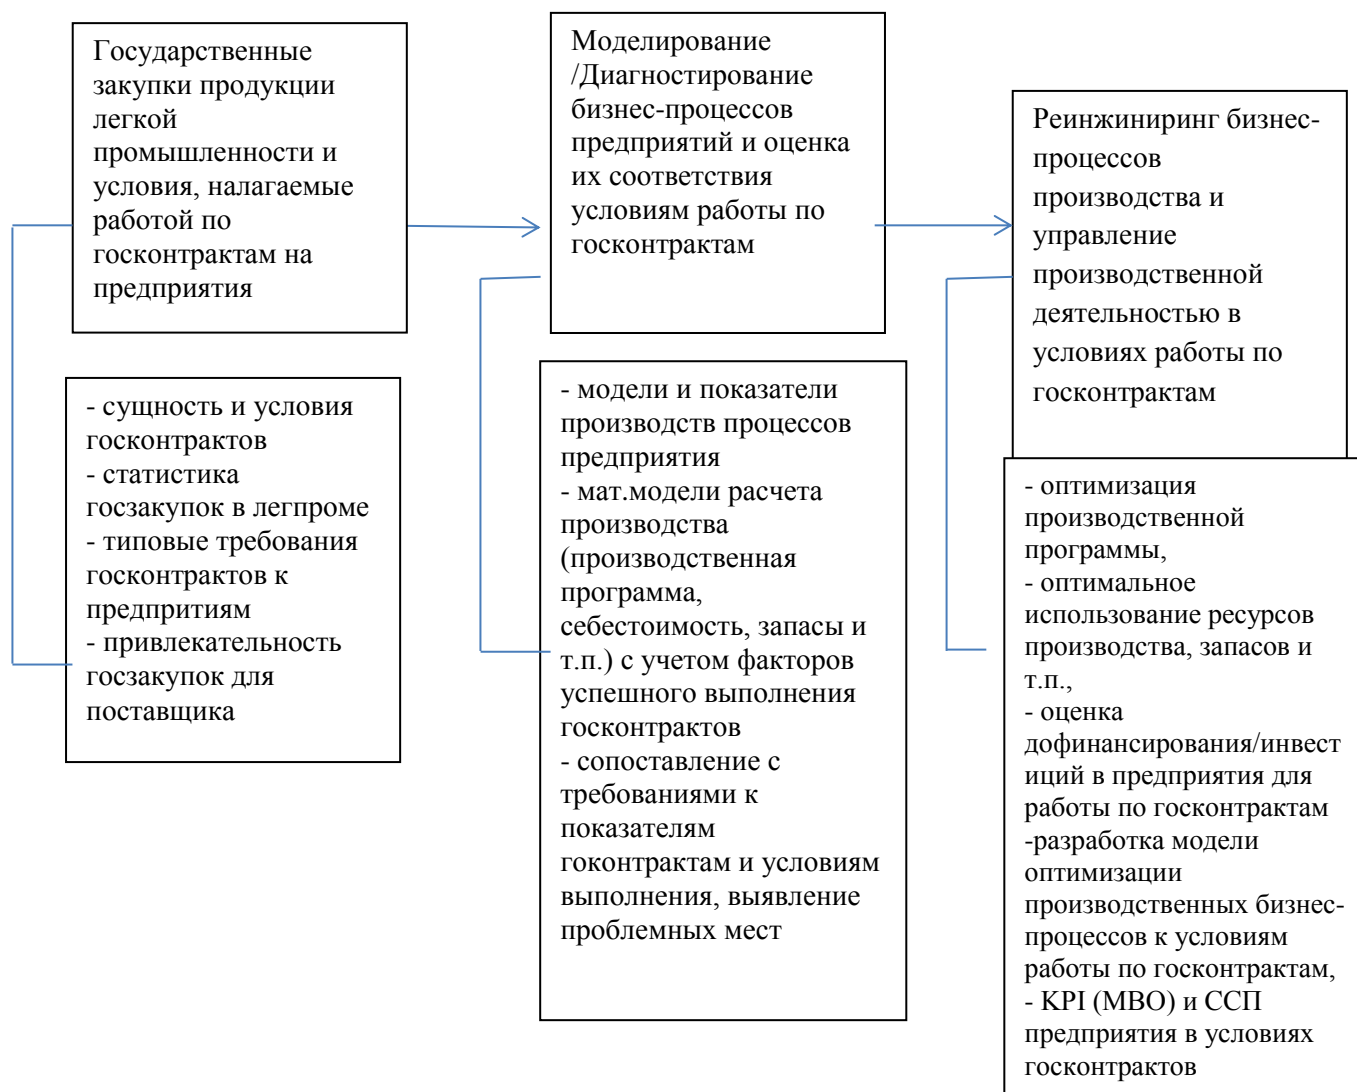 Государственные
закупки продукции
легкой
промышленности и
условия, налагаемые
работой по
госконтрактам на
предприятия
- сущность и условия
госконтрактов
- статистика
госзакупок в легпроме
- типовые требования
госконтрактов к
предпритиям
- привлекательность
госзакупок для
поставщика
Моделирование
/Диагностирование
бизнес-процессов
предприятий и оценка
их соответствия
условиям работы по
госконтрактам
- модели и показатели
производств процессов
предприятия
- мат.модели расчета
производства
(производственная
программа,
себестоимость, запасы и
т.п.) с учетом факторов
успешного выполнения
госконтрактов
- сопоставление с
требованиями к
показателям
гоконтрактам и условиям
выполнения, выявление
проблемных мест
Реинжиниринг бизнес-
процессов
производства и
управление
производственной
деятельностью в
условиях работы по
госконтрактам
- оптимизация
производственной
программы,
- оптимальное
использование ресурсов
производства, запасов и
т.п.,
- оценка
дофинансирования/инвест
иций в предприятия для
работы по госконтрактам
-разработка модели
оптимизации
производственных бизнес-
процессов к условиям
работы по госконтрактам,
- KPI (MBO) и ССП
предприятия в условиях
госконтрактов